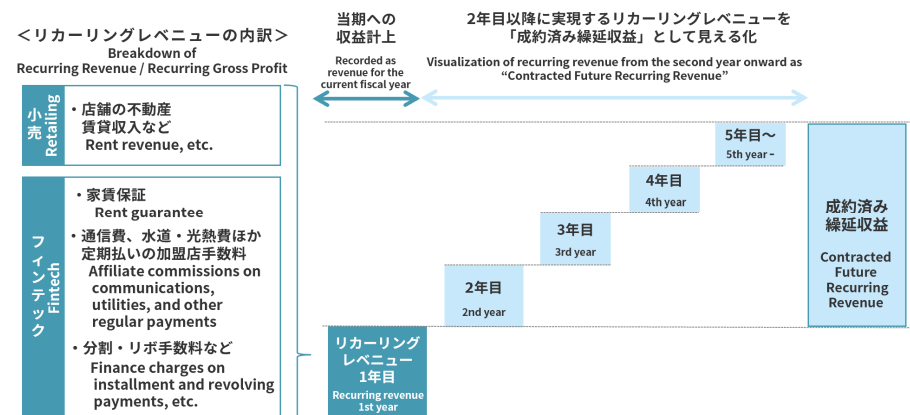 ＜リカーリングレベニューの内訳＞
Breakdown of
Recurring Revenue / Recurring Gross Profit
小売
Retailing
・店舗の不動産
賃貸収入など
Rent revenue, etc.
フィンテック
Fintech
・家賃保証
Rent guarantee
・通信費、水道・光熱費ほか
定期払いの加盟店手数料
Affiliate commissions on
communications,
utilities, and other
regular payments
・分割・リボ手数料など
Finance charges on
installment and revolving
payments, etc.
当期への
収益計上
Recorded as
revenue for the
current fiscal year
2年目以降に実現するリカーリングレベニューを
「成約済み繰延収益」として見える化
Visualization of recurring revenue from the second year onward as
“Contracted Future Recurring Revenue”
リカーリング
レベニュー
1年目
Recurring revenue
1st year
2年目
2nd year
3年目
3rd year
4年目
4th year
5年目～
5th year ~
成約済み
繰延収益
Contracted
Future
Recurring
Revenue